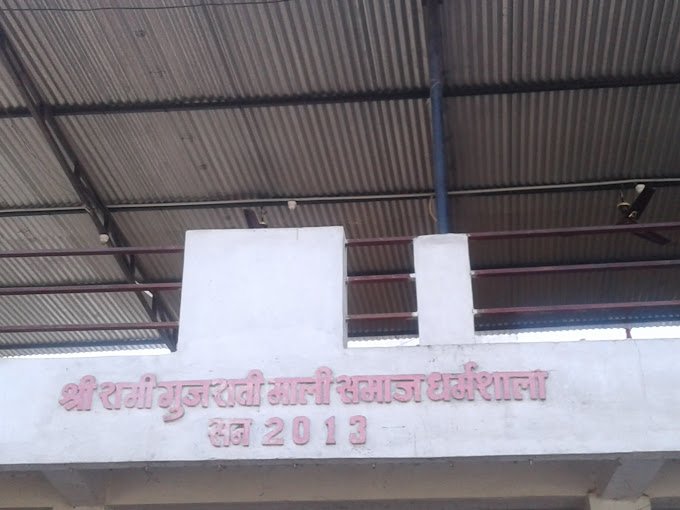 श्री रामी गुजराती माली समाज धर्मशाला
सन 2013